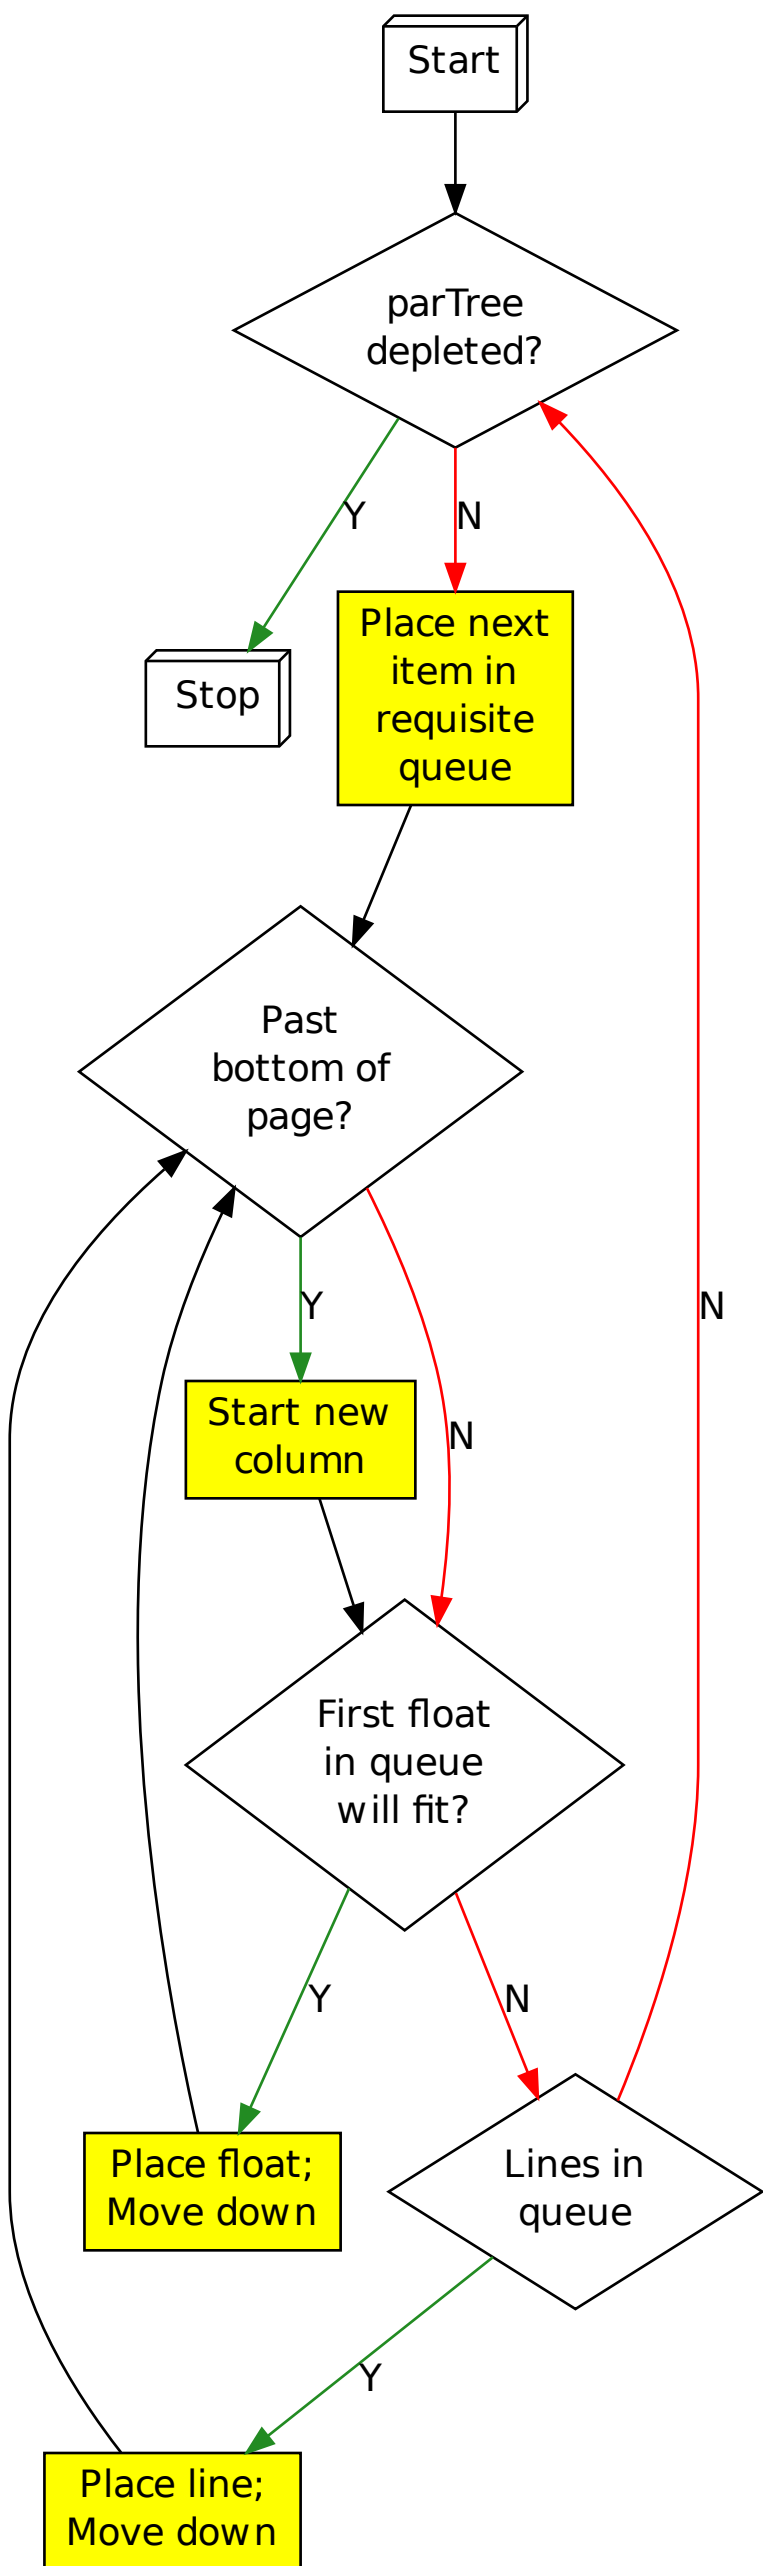 Start
parTree
depleted?
Y
N
Place next
item in
requisite
queue
Stop
Past
bottom of
page?
Y
N
Start new
column
N
First float
in queue
will fit?
Y
N
Place float;
Move down
Lines in
queue
Y
Place line;
Move down